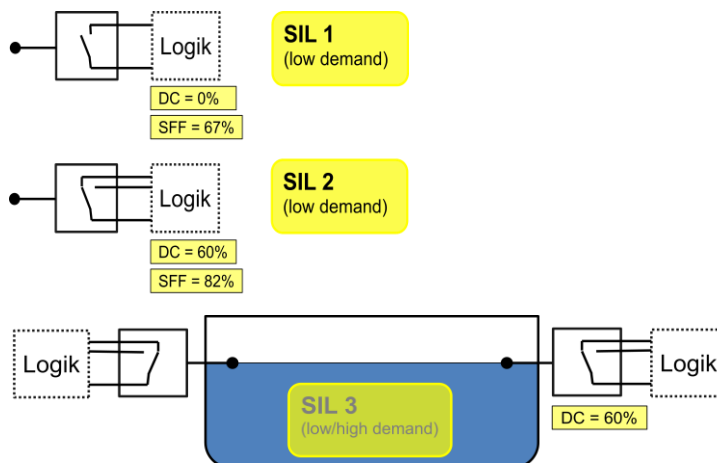 Logik
SIL 1
(low demand)
DC = 0%
SFF = 67%
Logik
SIL 2
(low demand)
DC = 60%
SFF = 82%
Logik
SIL 3
(low/high demand)
Logik
DC = 60%